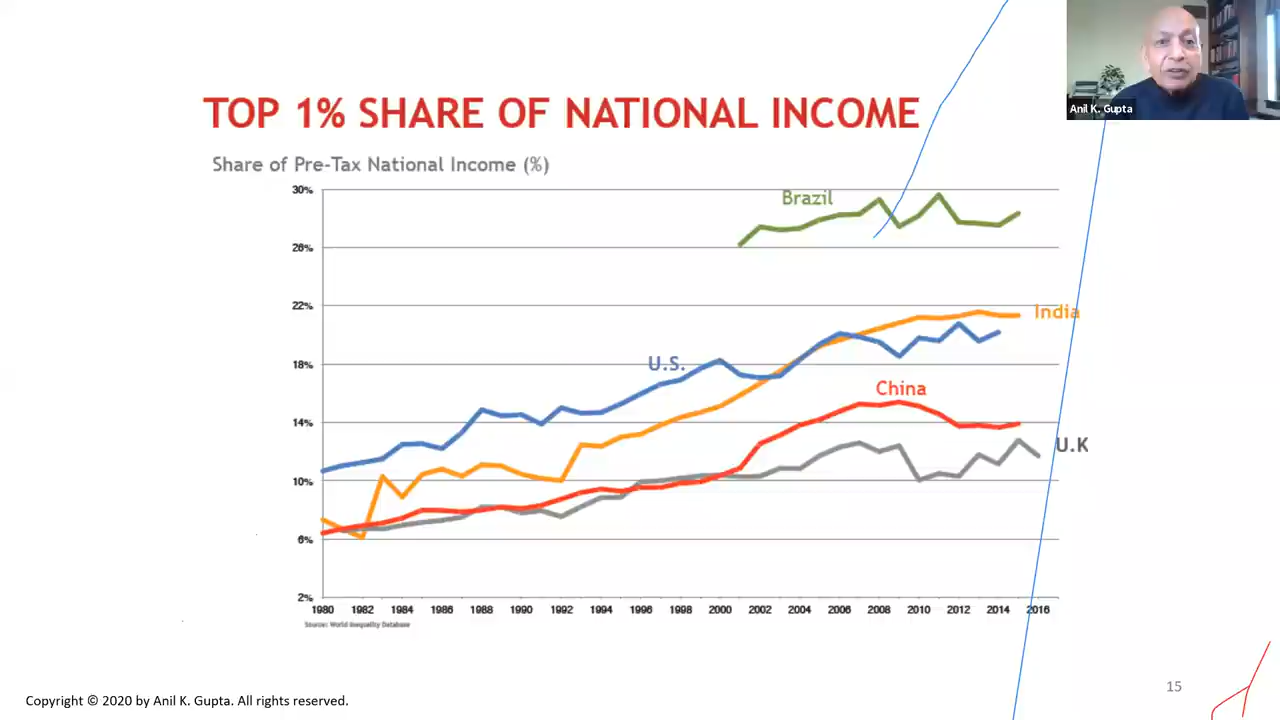 Anil K. Gupta
TOP 1% SHARE OF NATIONAL INCOME
Share of Pre-Tax National Income (%)
30%
26%
22%
18%
14%
10%
6%
2%
Brazil
India
U.S.
China
U.K
1980 1982 1984 1986 1988 1990 1992 1994 1996 1998 2000 2002 2004 2006 2008 2010 2012 2014 2016
Source: World Inequality Database
Copyright © 2020 by Anil K. Gupta. All rights reserved.
15